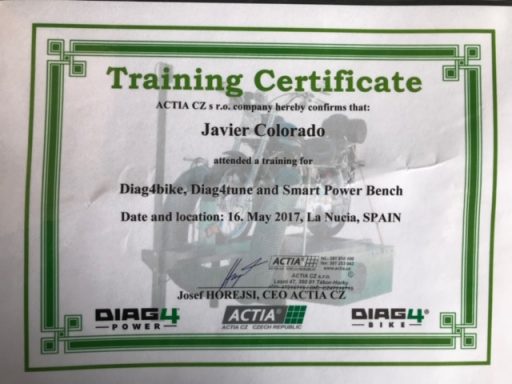 Training Certificate
ACTIA CZ s r.o. company hereby confirms that:
Javier Colorado
attended a training for
Diag4bike, Diag4tune and Smart Power Bench
Date and location: 16. May 2017, La Nucia, SPAIN
ACTIA®
ACTIA CZ s.r.o.
Josef HOREJSI, CEO ACTIA CZ
DIAG4
POWER
ACTIA®
ACTIA CZ CZECH REPUBLIC
DIAG4®
BIKE